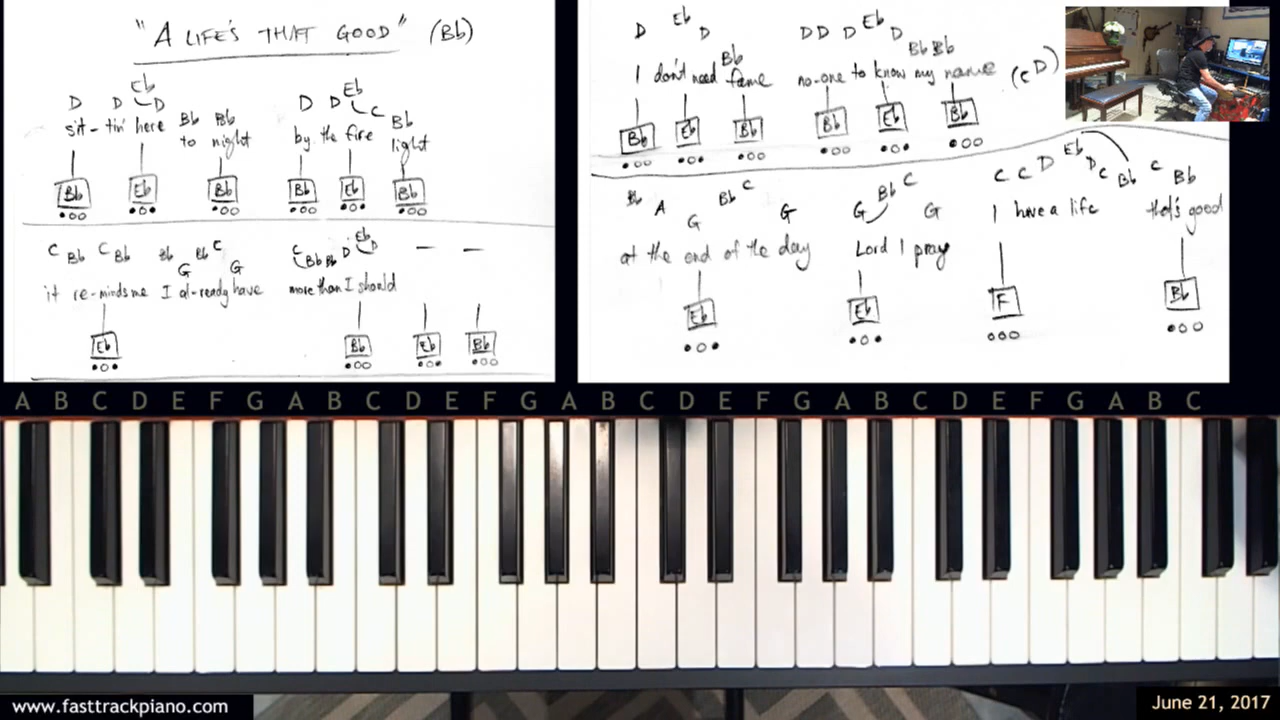 "A LIFE'S THAT GOOD" (Bb)
Eb
D D D
sit-tin' here Bb Bb
to night
Eb
D D C Bb
by the fire light
Bb Eb Bb Bb Eb Bb
C Bb C Bb Bb G Bb C G C Bb Bb D Eb D — —
it re-minds me I al-ready have more than I should
Eb Bb Eb Bb
D Eb D D D D Eb D
Bb Bb Bb
I don't need fame no-one to know my name (C D)
Bb Eb Bb Bb Eb Bb
Bb A G Bb C G G Bb C G C C D Eb D C Bb C Bb
at the end of the day Lord I pray I have a life that's good
Eb Eb F Bb
A B C D E F G A B C D E F G A B C D E F G A B C D E F G A B C
www.fasttrackpiano.com
June 21, 2017